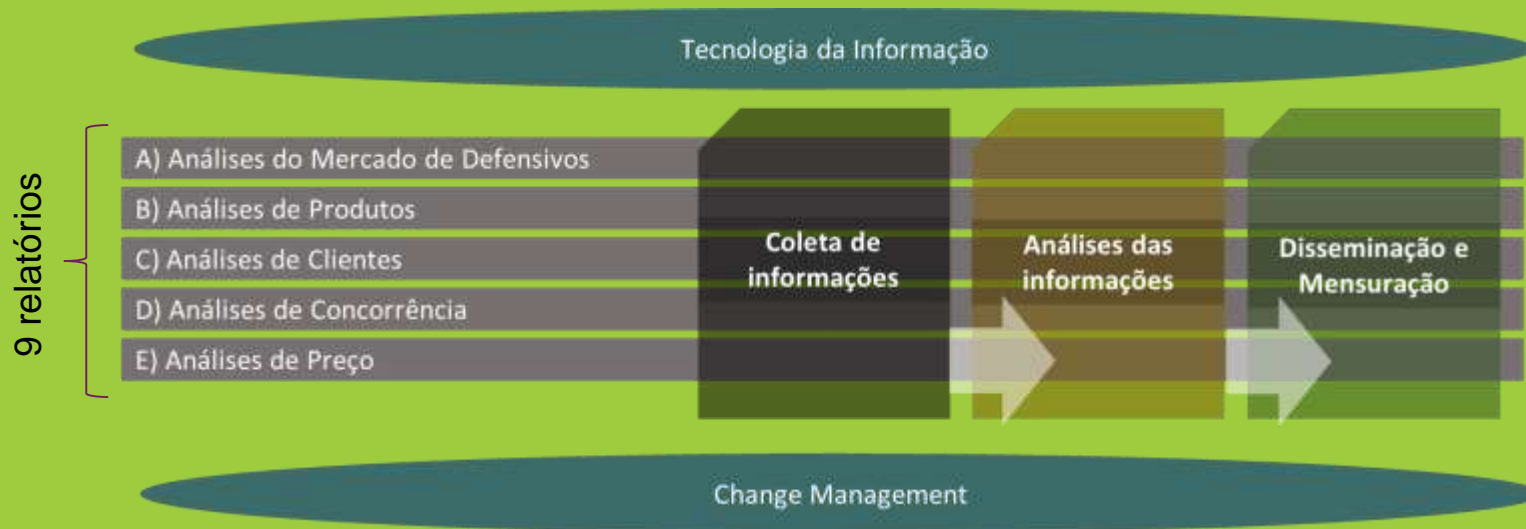 Tecnologia da Informação
9 relatórios
A) Análises do Mercado de Defensivos
B) Análises de Produtos
C) Análises de Clientes
D) Análises de Concorrência
E) Análises de Preço
Coleta de
informações
Análises das
informações
Disseminação e
Mensuração
Change Management